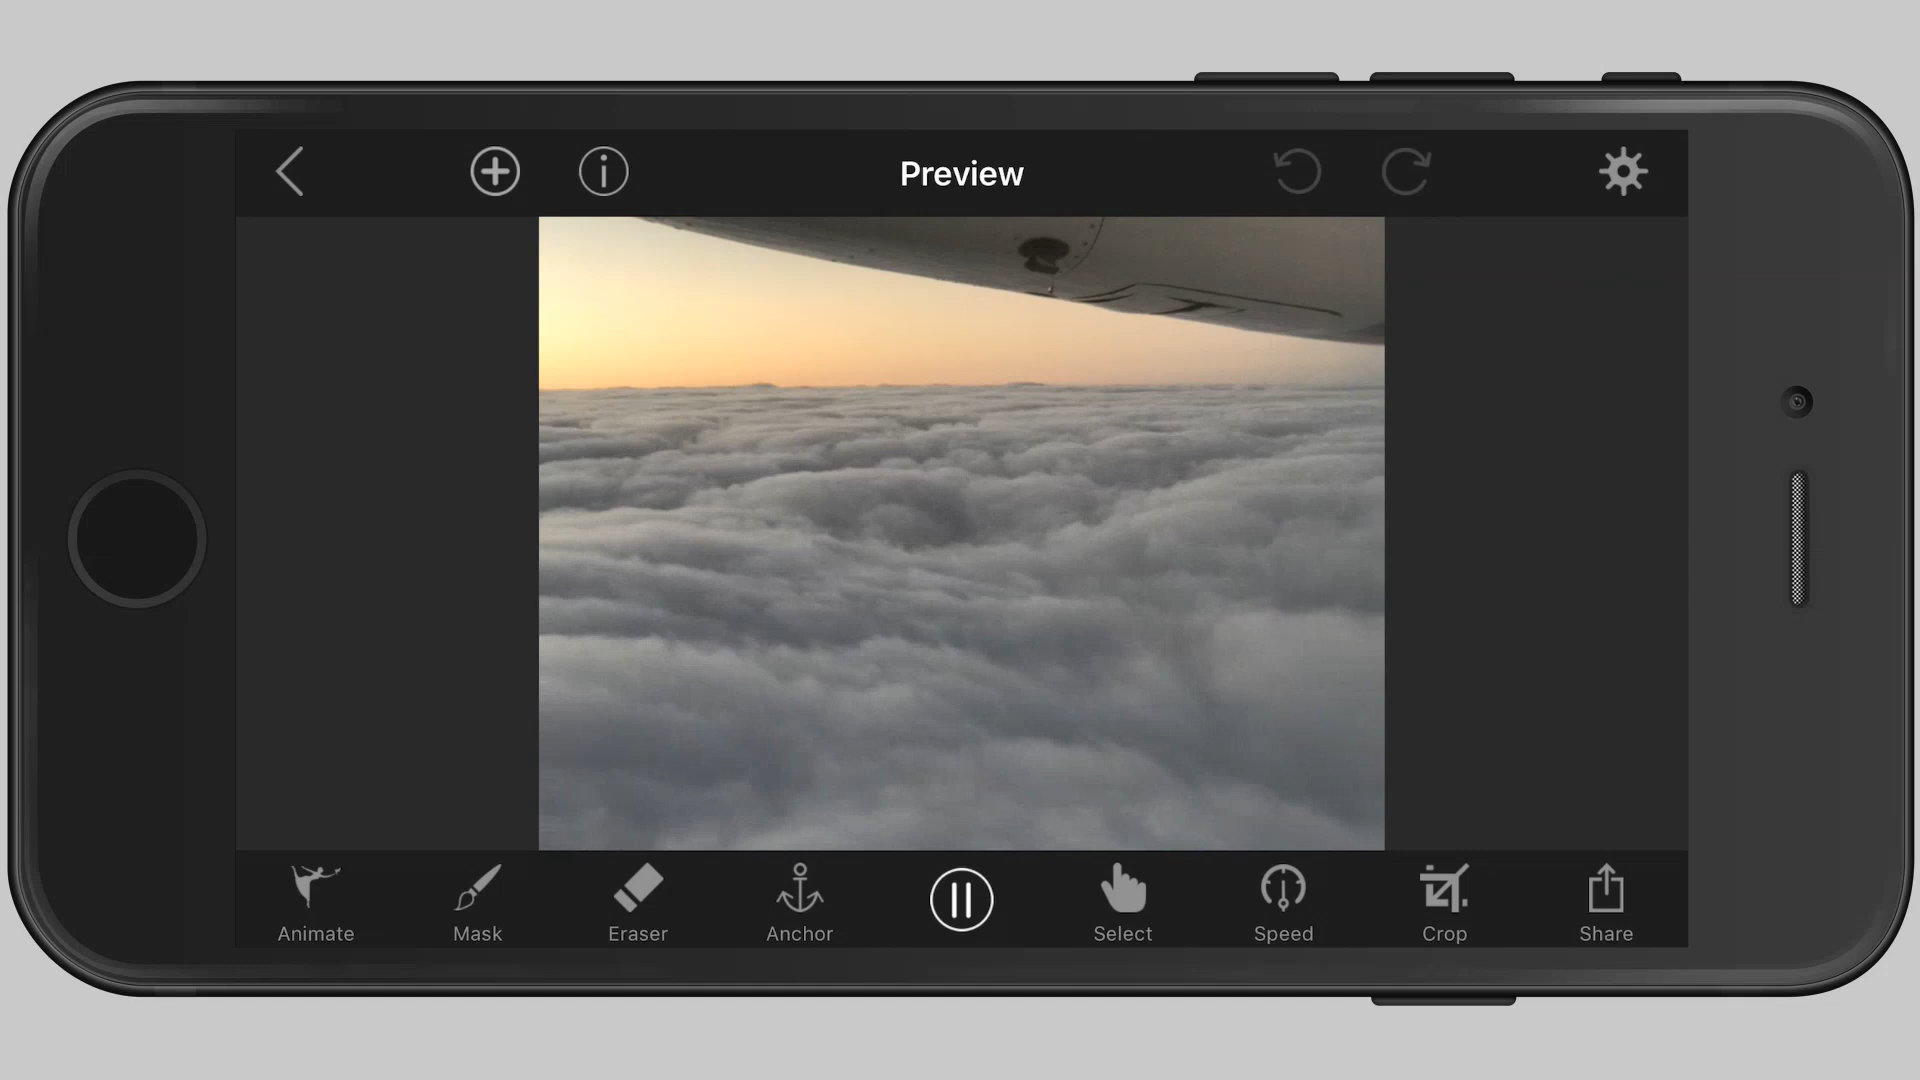 Preview
Animate
Mask
Eraser
Anchor
Select
Speed
Crop
Share